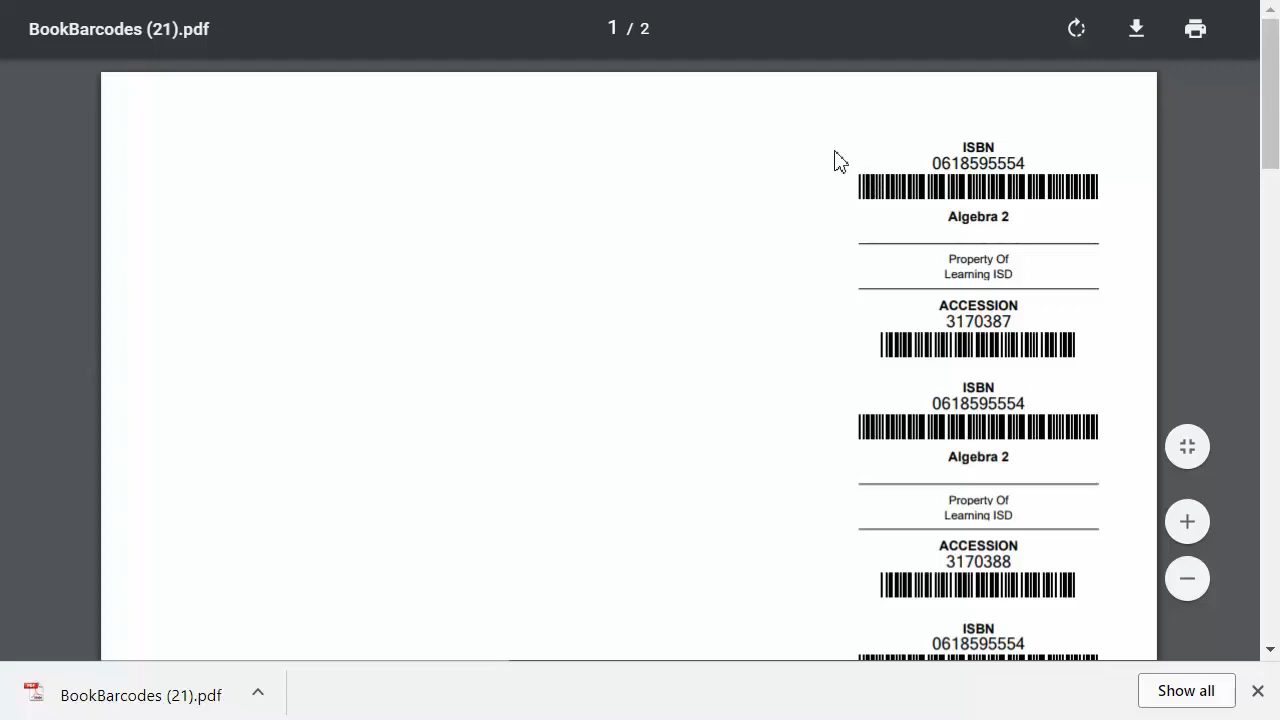 BookBarcodes (21).pdf
1 / 2
ISBN
0618595554
Algebra 2
Property Of
Learning ISD
ACCESSION
3170387
ISBN
0618595554
Algebra 2
Property Of
Learning ISD
ACCESSION
3170388
ISBN
0618595554
BookBarcodes (21).pdf
Show all